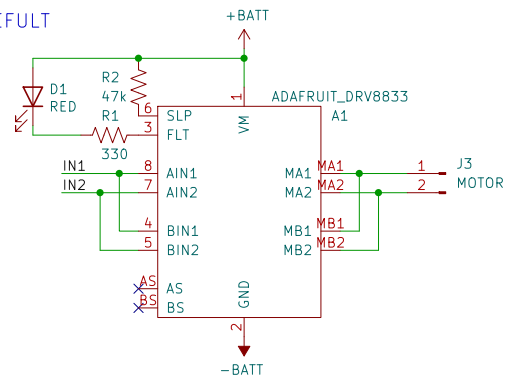 EFULT
+BATT
D1
RED
R2
47k
R1
330
ADAFRUIT_DRV8833
A1
1
VM
6 SLP
3 FLT
IN1 8 AIN1
IN2 7 AIN2
4 BIN1
5 BIN2
AS AS
BS BS
MA1 MA1 1
MA2 MA2 2
J3
MOTOR
MB1 MB1
MB2 MB2
GND
2
-BATT